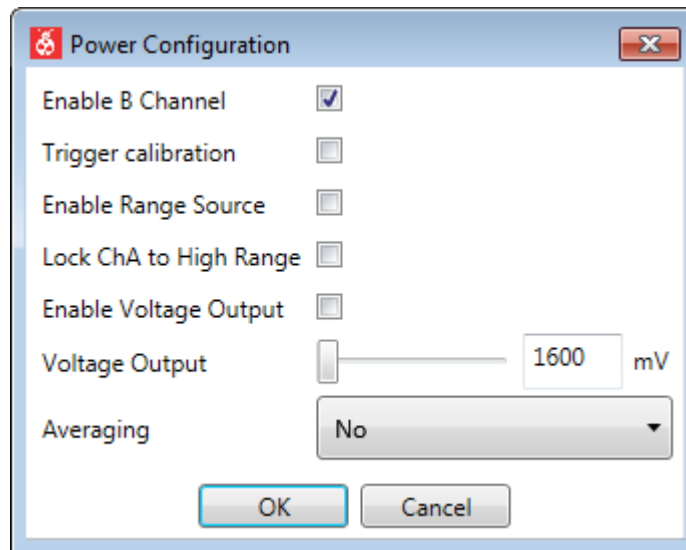 Power Configuration
Enable B Channel
Trigger calibration
Enable Range Source
Lock ChA to High Range
Enable Voltage Output
Voltage Output 1600 mV
Averaging No
OK Cancel